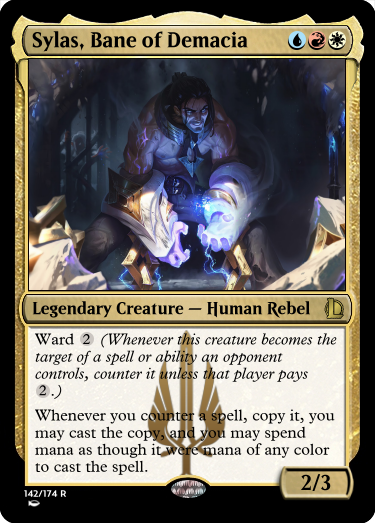 Sylas, Bane of Demacia
Legendary Creature — Human Rebel
Ward 2 (Whenever this creature becomes the
target of a spell or ability an opponent
controls, counter it unless that player pays
2.)
Whenever you counter a spell, copy it, you
may cast the copy, and you may spend
mana as though it were mana of any color
to cast the spell.
2/3
142/174 R